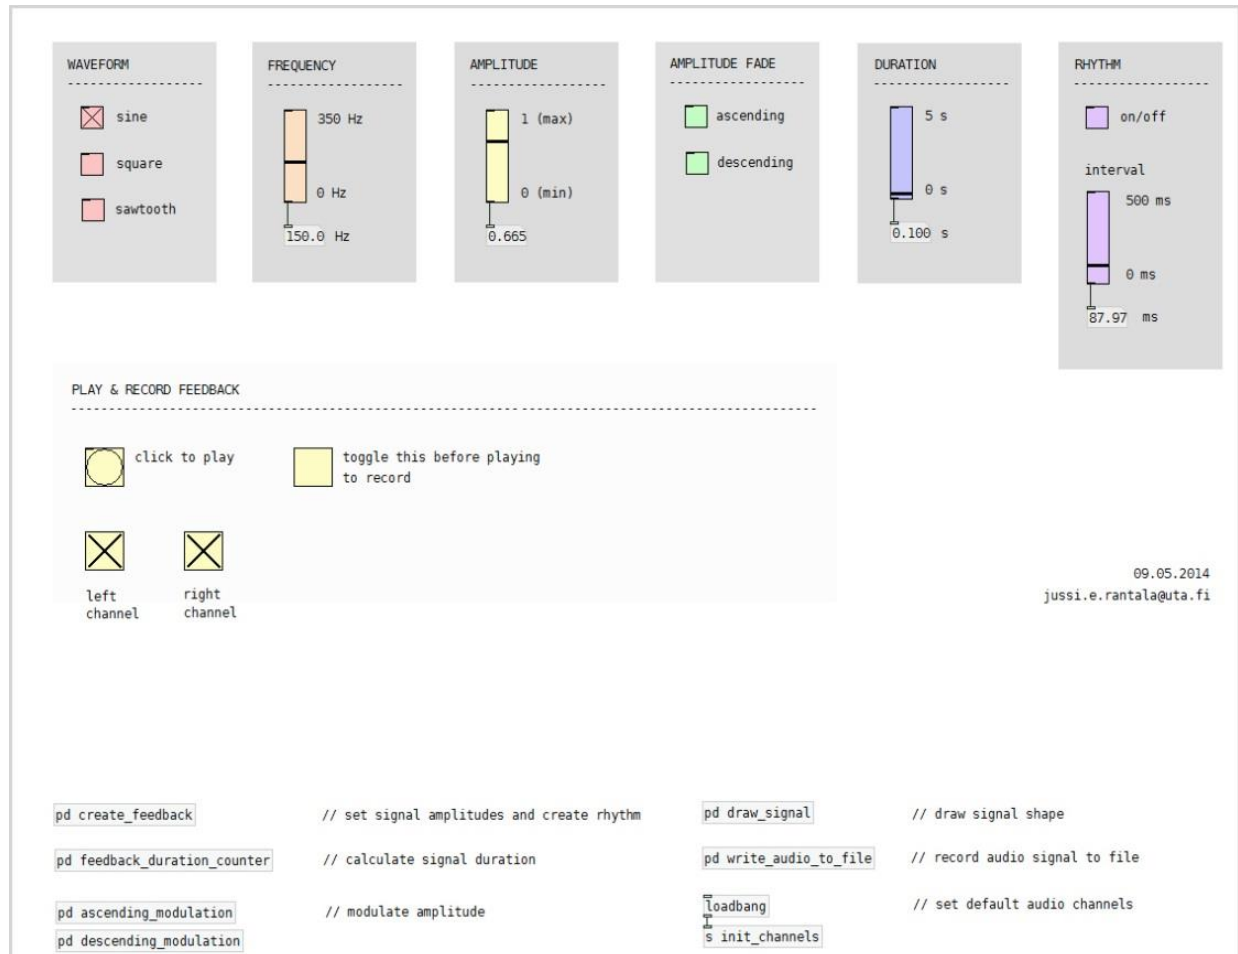 WAVEFORM
sine
square
sawtooth
FREQUENCY
350 Hz
0 Hz
150.0 Hz
AMPLITUDE
1 (max)
0 (min)
0.665
AMPLITUDE FADE
ascending
descending
DURATION
5 s
0 s
0.100 s
RHYTHM
on/off
interval
500 ms
0 ms
87.97 ms
PLAY & RECORD FEEDBACK
click to play
toggle this before playing
to record
left
channel
right
channel
09.05.2014
jussi.e.rantala@uta.fi
pd create_feedback // set signal amplitudes and create rhythm
pd feedback_duration_counter // calculate signal duration
pd ascending_modulation // modulate amplitude
pd descending_modulation
pd draw_signal // draw signal shape
pd write_audio_to_file // record audio signal to file
loadbang // set default audio channels
s init_channels